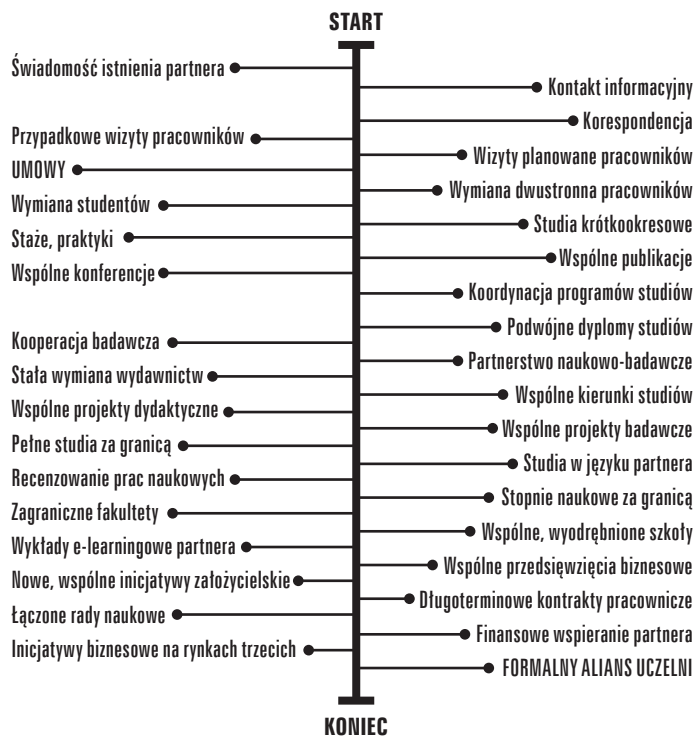 START
Świadomość istnienia partnera
Kontakt informacyjny
Korespondencja
Przypadkowe wizyty pracowników
Wizyty planowane pracowników
UMOWY
Wymiana dwustronna pracowników
Wymiana studentów
Studia krótkookresowe
Staże, praktyki
Wspólne publikacje
Wspólne konferencje
Koordynacja programów studiów
Podwójne dyplomy studiów
Kooperacja badawcza
Partnerstwo naukowo-badawcze
Stała wymiana wydawnictw
Wspólne kierunki studiów
Wspólne projekty dydaktyczne
Wspólne projekty badawcze
Pełne studia za granicą
Studia w języku partnera
Recenzowanie prac naukowych
Stopnie naukowe za granicą
Zagraniczne fakultety
Wspólne, wyodrębnione szkoły
Wykłady e-learningowe partnera
Wspólne przedsięwzięcia biznesowe
Nowe, wspólne inicjatywy założycielskie
Długoterminowe kontrakty pracownicze
Łączone rady naukowe
Finansowe wspieranie partnera
Inicjatywy biznesowe na rynkach trzecich
FORMALNY ALIANS UCZELNI
KONIEC